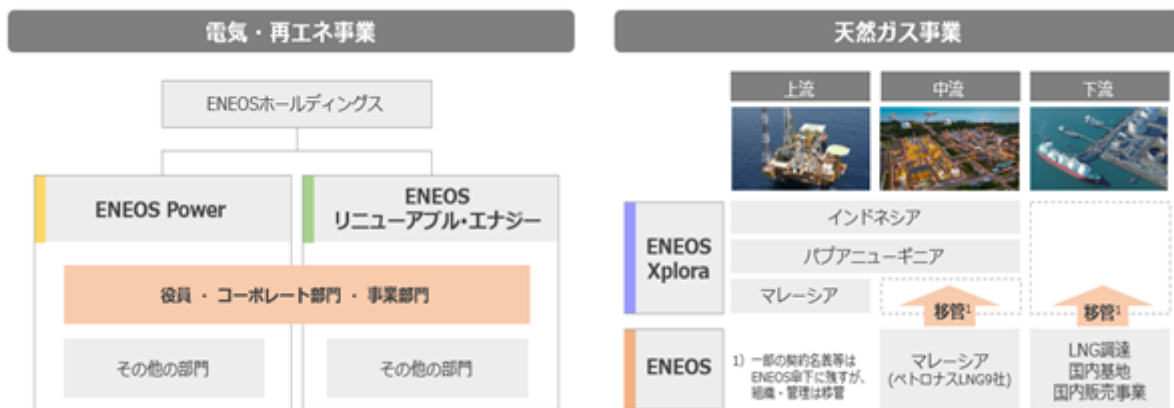 電気・再エネ事業
ENEOSホールディングス
ENEOS Power
ENEOS
リニューアブル・エナジー
役員 ・ コーポレート部門 ・ 事業部門
その他の部門
その他の部門
天然ガス事業
上流
中流
下流
ENEOS
Xplora
インドネシア
パプアニューギニア
マレーシア
移管1
移管1
ENEOS
1) 一部の契約名義等は
ENEOS傘下に残すが、
組織・管理は移管
マレーシア
(ペトロナスLNG9社)
LNG調達
国内基地
国内販売事業